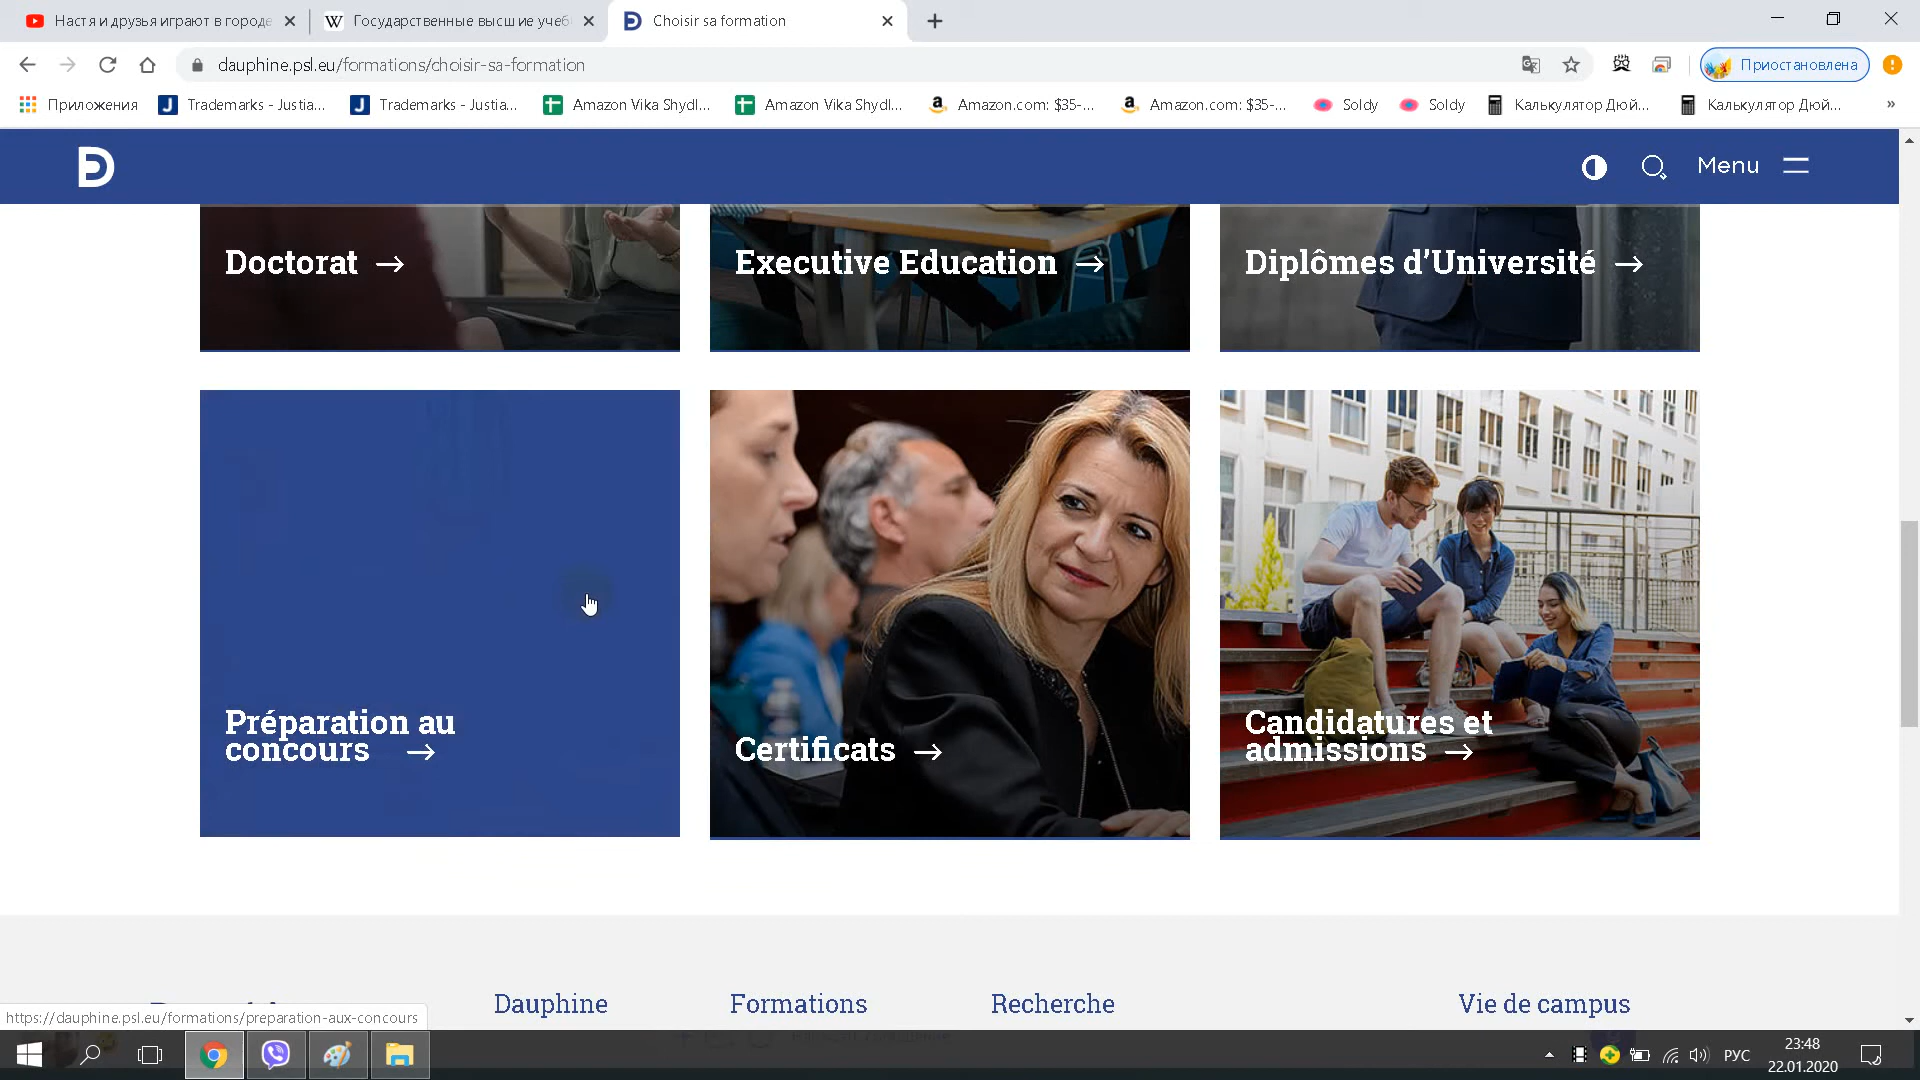 Настя и друзья играют в городе
Государственные высшие учеб
Choisir sa formation
dauphine.psl.eu/formations/choisir-sa-formation
Приостановлена
Приложения
Trademarks - Justia...
Trademarks - Justia...
Amazon Vika Shydl...
Amazon Vika Shydl...
Amazon.com: $35-...
Amazon.com: $35-...
Soldy
Soldy
Калькулятор Дюй...
Калькулятор Дюй...
»
Menu
Doctorat →
Executive Education →
Diplômes d’Université →
Préparation au
concours →
Certificats →
Candidatures et
admissions →
Dauphine
Formations
Recherche
Vie de campus
https://dauphine.psl.eu/formations/preparation-aux-concours
РУС
23:48
22.01.2020